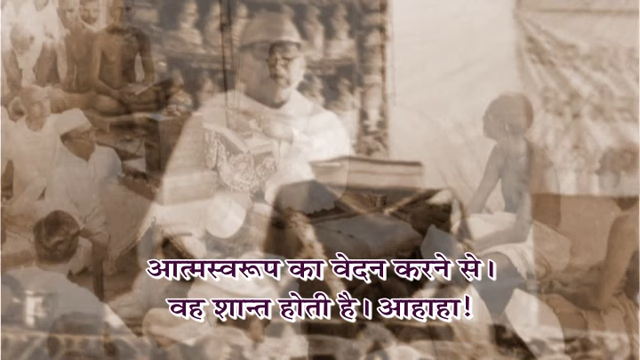 आत्मस्वरूप का वेदन करने से।
वह शान्त होती है। आहाहा!